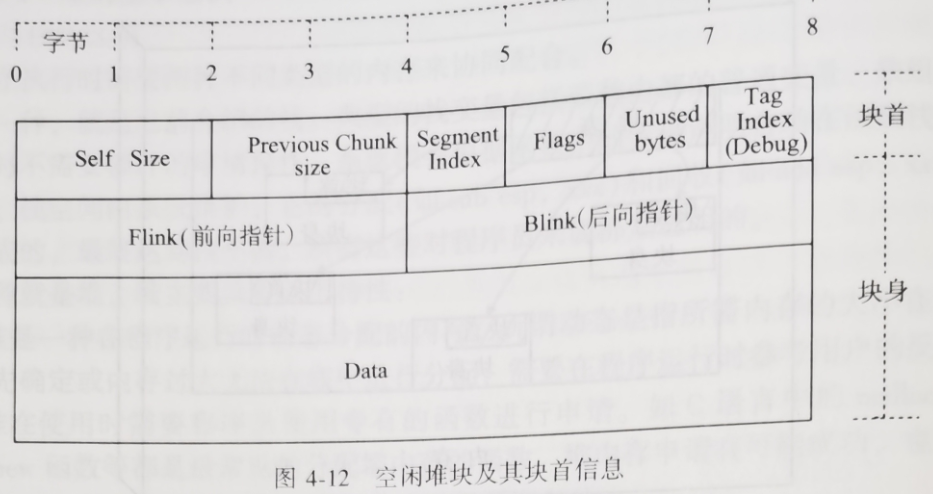 字节
0 1 2 3 4 5 6 7 8
Self Size
Previous Chunk
size
Segment
Index
Flags
Unused
bytes
Tag
Index
(Debug)
块首
Flink(前向指针)
Blink(后向指针)
块身
Data
图 4-12 空闲堆块及其块首信息